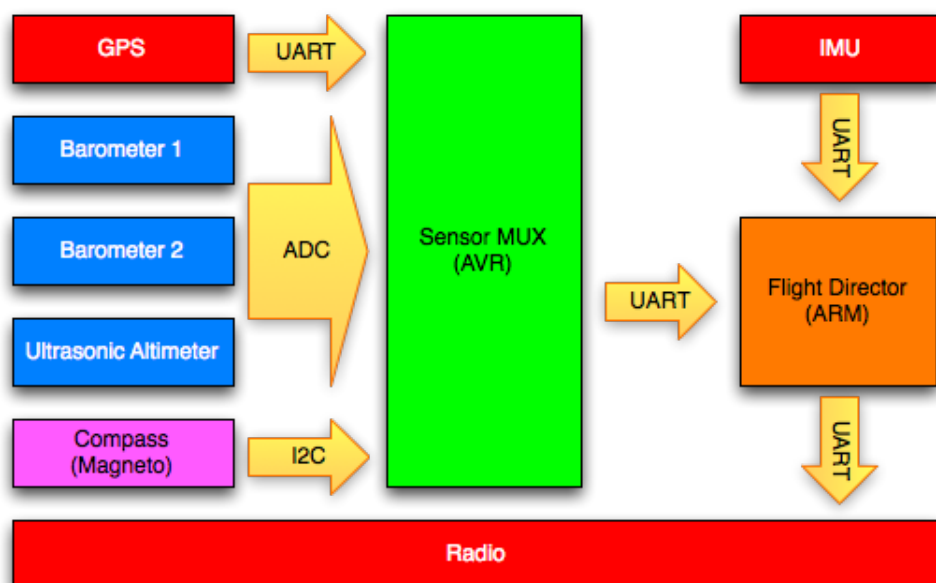 GPS
UART
IMU
Barometer 1
UART
Barometer 2
ADC
Sensor MUX
(AVR)
UART
Flight Director
(ARM)
Ultrasonic Altimeter
Compass
(Magneto)
I2C
UART
Radio